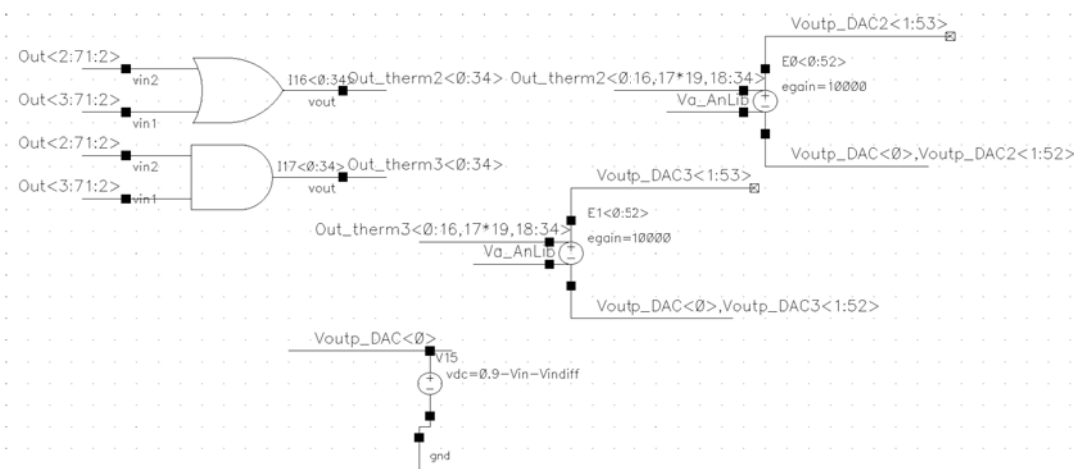 Voutp_DAC2<1:53>
Out<2:71:2>
vin2
I16<0:34>
Out_therm2<0:34>
vout
Out<3:71:2>
vin1
Out_therm2<0:16,17*19,18:34>
E0<0:52>
egain=10000
Va_AnLib
Voutp_DAC<0>,Voutp_DAC2<1:52>
Out<2:71:2>
vin2
I17<0:34>
Out_therm3<0:34>
vout
Out<3:71:2>
vin1
Voutp_DAC3<1:53>
E1<0:52>
Out_therm3<0:16,17*19,18:34>
egain=10000
Va_AnLib
Voutp_DAC<0>,Voutp_DAC3<1:52>
Voutp_DAC<0>
V15
vdc=0.9-Vin-Vindiff
gnd